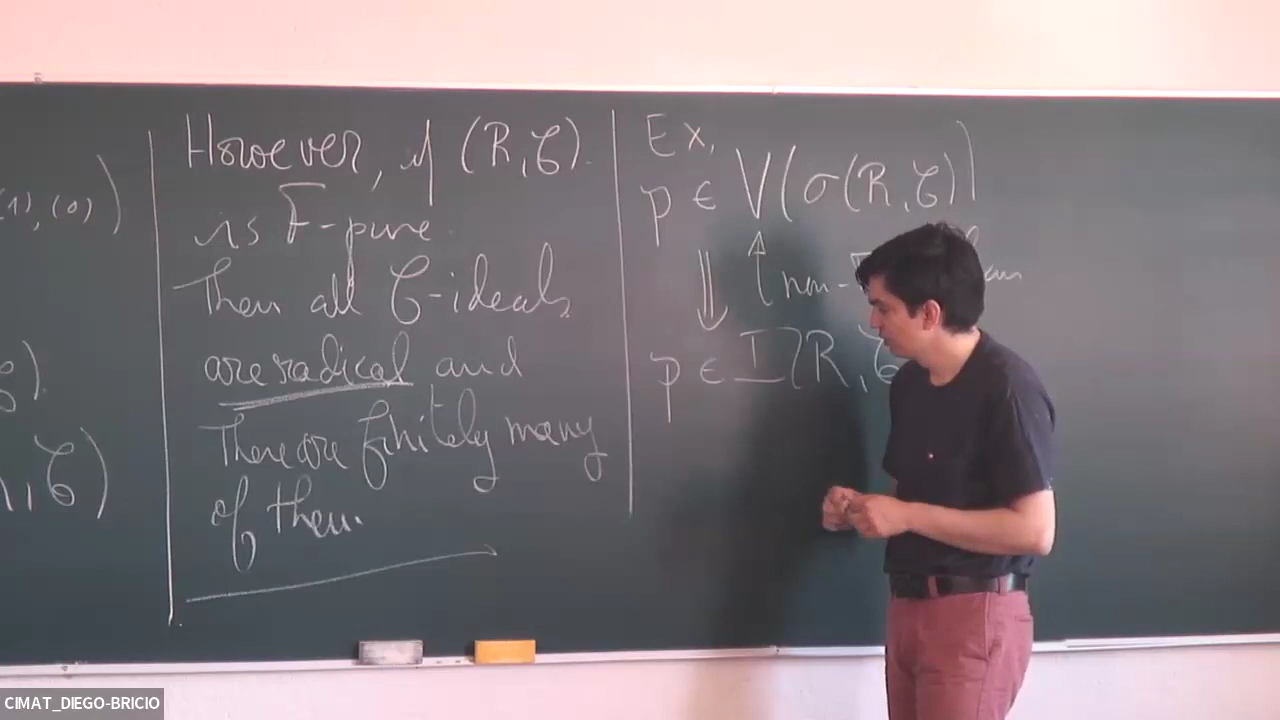 (1), (0) )
However, if (R, 𝒞).
is F-pure.
Then all 𝒞-ideals
are radical and
There are finitely many
of them.
Ex.
p ∈ V(σ(R, 𝒞))
↑ non-
⇓
p ∈ I(R, 𝒞
, 𝒞)
CIMAT_DIEGO-BRICIO